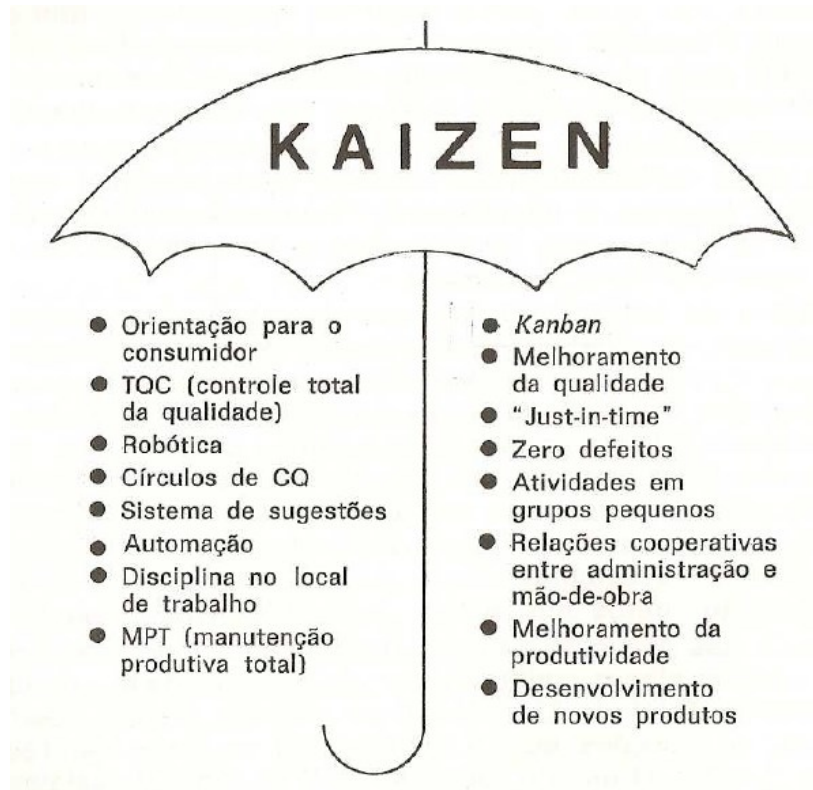 KAIZEN
● Orientação para o
consumidor
● TQC (controle total
da qualidade)
● Robótica
● Círculos de CQ
● Sistema de sugestões
● Automação
● Disciplina no local
de trabalho
● MPT (manutenção
produtiva total)
● Kanban
● Melhoramento
da qualidade
● "Just-in-time"
● Zero defeitos
● Atividades em
grupos pequenos
● Relações cooperativas
entre administração e
mão-de-obra
● Melhoramento da
produtividade
● Desenvolvimento
de novos produtos